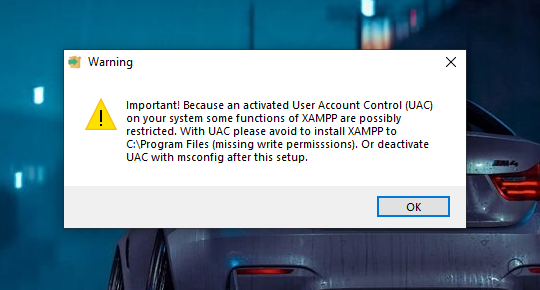 Warning
Important! Because an activated User Account Control (UAC)
on your system some functions of XAMPP are possibly
restricted. With UAC please avoid to install XAMPP to
C:\Program Files (missing write permisssions). Or deactivate
UAC with msconfig after this setup.
OK
M4